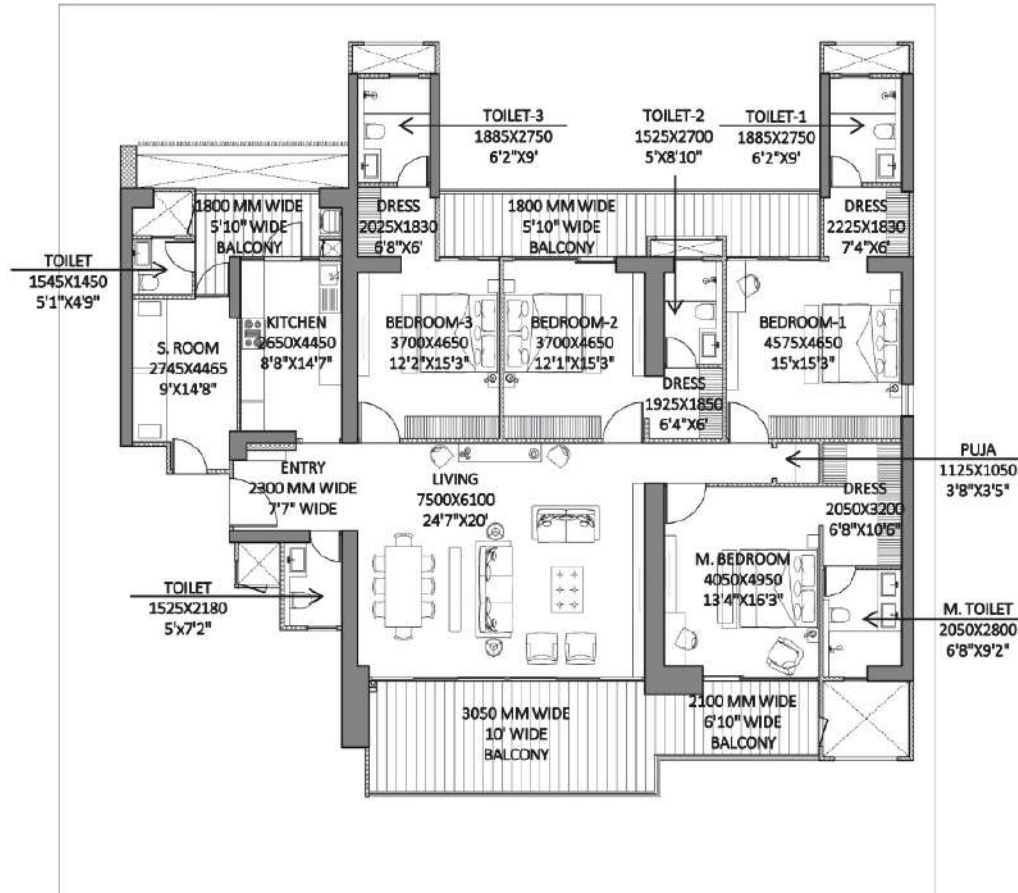 TOILET-3
1885X2750
6'2"X9'
TOILET-2
1525X2700
5'X8'10"
TOILET-1
1885X2750
6'2"X9'
1800 MM WIDE
5'10" WIDE
BALCONY
DRESS
2025X1830
6'8"X6'
1800 MM WIDE
5'10" WIDE
BALCONY
DRESS
2225X1830
7'4"X6'
TOILET
1545X1450
5'1"X4'9"
S. ROOM
2745X4465
9'X14'8"
KITCHEN
2650X4450
8'8"X14'7"
BEDROOM-3
3700X4650
12'2"X15'3"
BEDROOM-2
3700X4650
12'1"X15'3"
BEDROOM-1
4575X4650
15'x15'3"
DRESS
1925X1850
6'4"X6'
ENTRY
2300 MM WIDE
7'7" WIDE
LIVING
7500X6100
24'7"X20'
PUJA
1125X1050
3'8"X3'5"
DRESS
2050X3200
6'8"X10'6"
M. BEDROOM
4050X4950
13'4"X16'3"
TOILET
1525X2180
5'x7'2"
M. TOILET
2050X2800
6'8"X9'2"
3050 MM WIDE
10' WIDE
BALCONY
2100 MM WIDE
6'10" WIDE
BALCONY